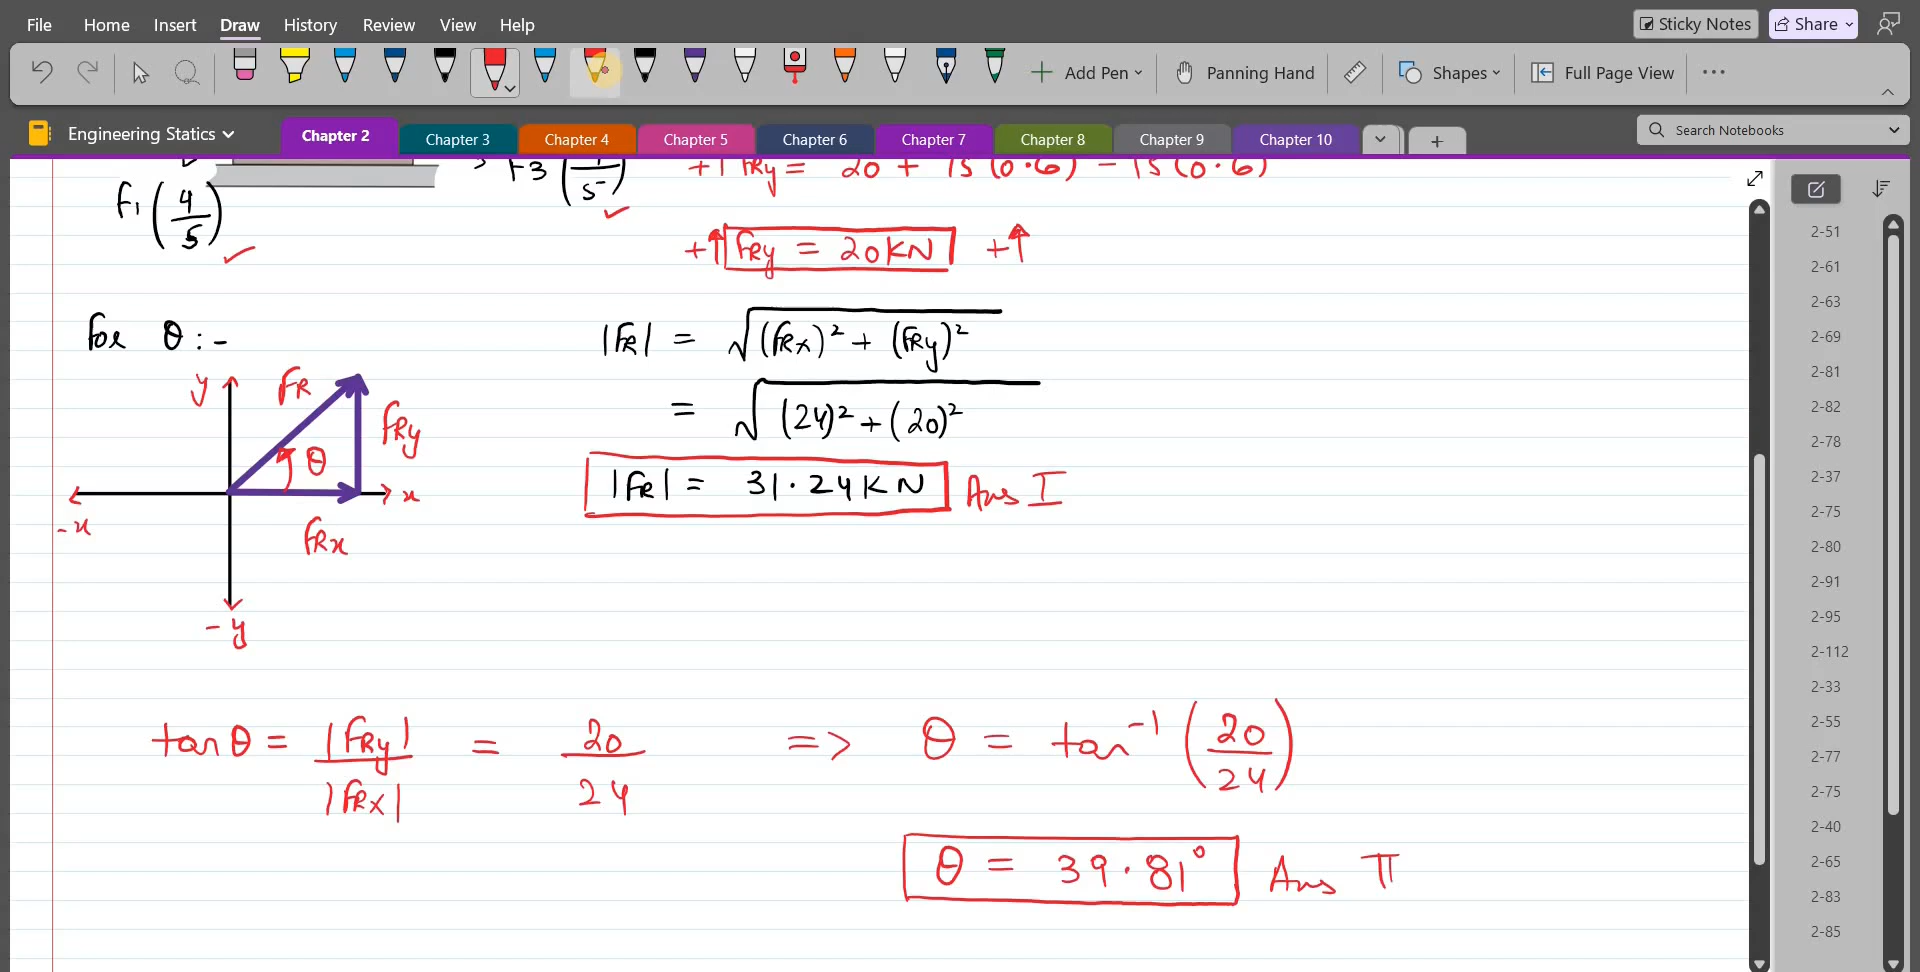 File Home Insert Draw History Review View Help
Sticky Notes Share
Add Pen Panning Hand Shapes Full Page View
Engineering Statics Chapter 2 Chapter 3 Chapter 4 Chapter 5 Chapter 6 Chapter 7 Chapter 8 Chapter 9 Chapter 10 + Search Notebooks
F1 (4/5)
+↑ FRy = 20 + 15 (0.6) - 15 (0.6)
+↑ FRy = 20KN +↑
For θ :-
|FR| = √(FRx)² + (FRy)²
= √(24)² + (20)²
|FR| = 31.24KN Ans I
y
FR
FRy
θ
x
-x
FRx
-y
tanθ = |FRy| / |FRx| = 20/24 => θ = tan⁻¹ (20/24)
θ = 39.81° Ans II
2-51
2-61
2-63
2-69
2-81
2-82
2-78
2-37
2-75
2-80
2-91
2-95
2-112
2-33
2-55
2-77
2-75
2-40
2-65
2-83
2-85